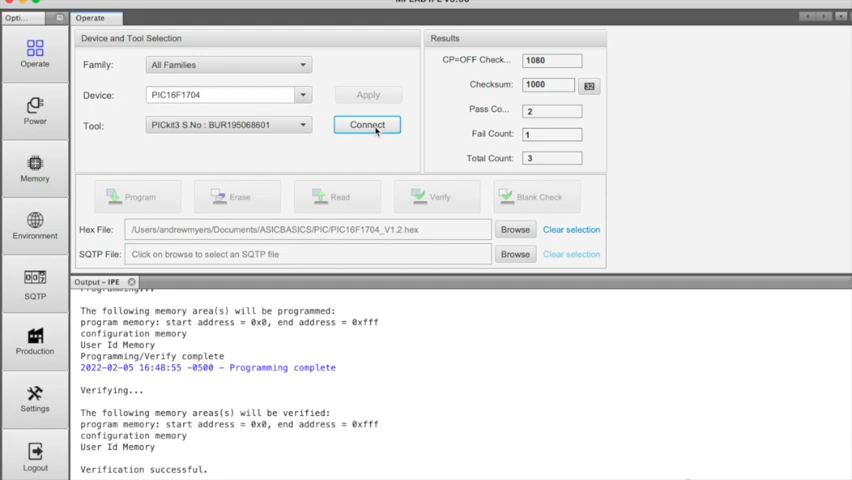 Opti...
Operate
Operate
Power
Memory
Environment
SQTP
Production
Settings
Logout
Device and Tool Selection
Family:
All Families
Device:
PIC16F1704
Apply
Tool:
PICkit3 S.No : BUR195068601
Connect
Results
CP=OFF Check...
1080
Checksum:
1000
32
Pass Co...
2
Fail Count:
1
Total Count:
3
Program
Erase
Read
Verify
Blank Check
Hex File:
/Users/andrewmyers/Documents/ASICBASICS/PIC/PIC16F1704_V1.2.hex
Browse
Clear selection
SQTP File:
Click on browse to select an SQTP file
Browse
Clear selection
Output - IPE
Programming...
The following memory area(s) will be programmed:
program memory: start address = 0x0, end address = 0xfff
configuration memory
User Id Memory
Programming/Verify complete
2022-02-05 16:48:55 -0500 - Programming complete
Verifying...
The following memory areas(s) will be verified:
program memory: start address = 0x0, end address = 0xfff
configuration memory
User Id Memory
Verification successful.